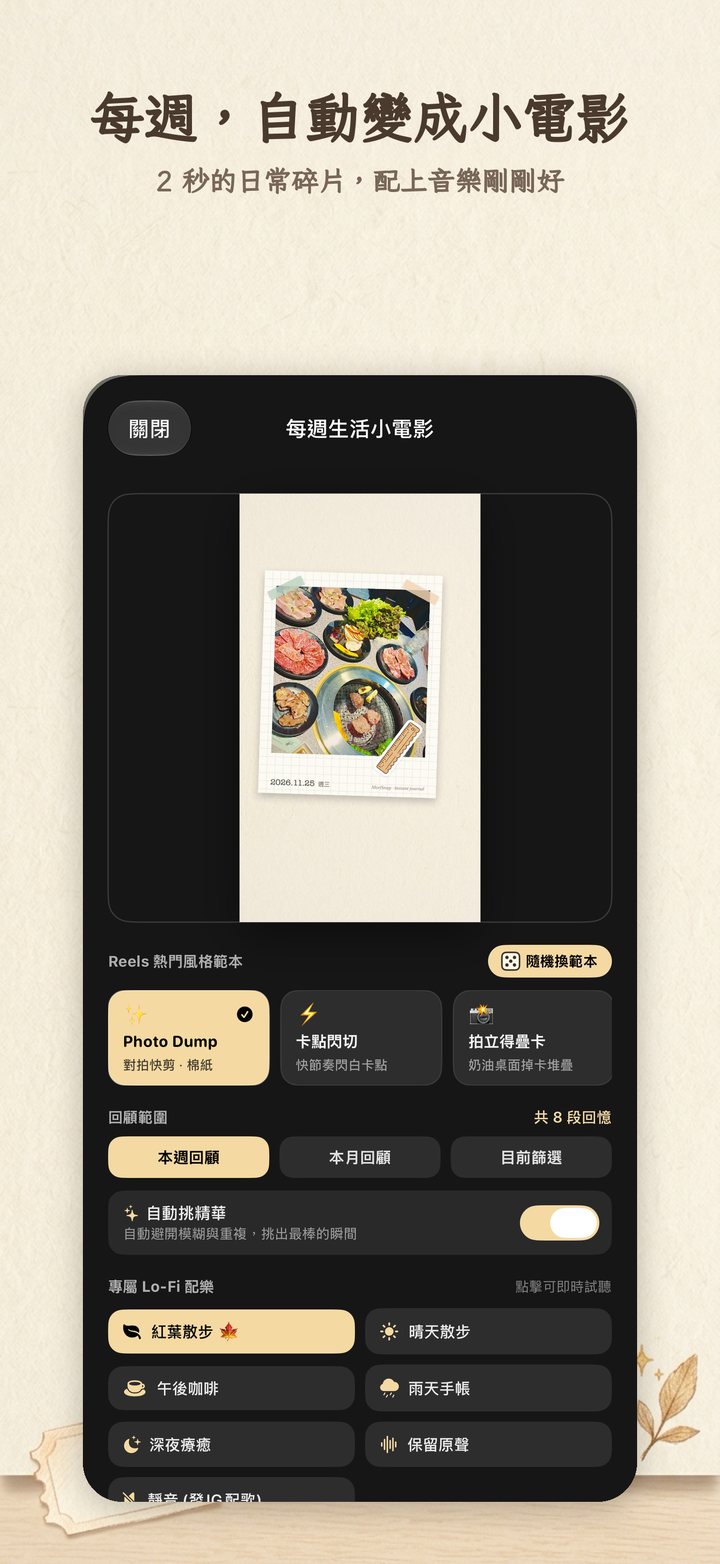 每週，自動變成小電影
2 秒的日常碎片，配上音樂剛剛好
關閉
每週生活小電影
2026.11.25 週三
Reels 熱門風格範本
隨機換範本
Photo Dump
對拍快剪 · 棉紙
卡點閃切
快節奏閃白卡點
拍立得疊卡
奶油桌面掉卡堆疊
回顧範圍
共 8 段回憶
本週回顧
本月回顧
目前篩選
自動挑精華
自動避開模糊與重複，挑出最棒的瞬間
專屬 Lo-Fi 配樂
點擊可即時試聽
紅葉散步 🍁
晴天散步
午後咖啡
雨天手帳
深夜療癒
保留原聲
靜音 (發 IG 配歌)